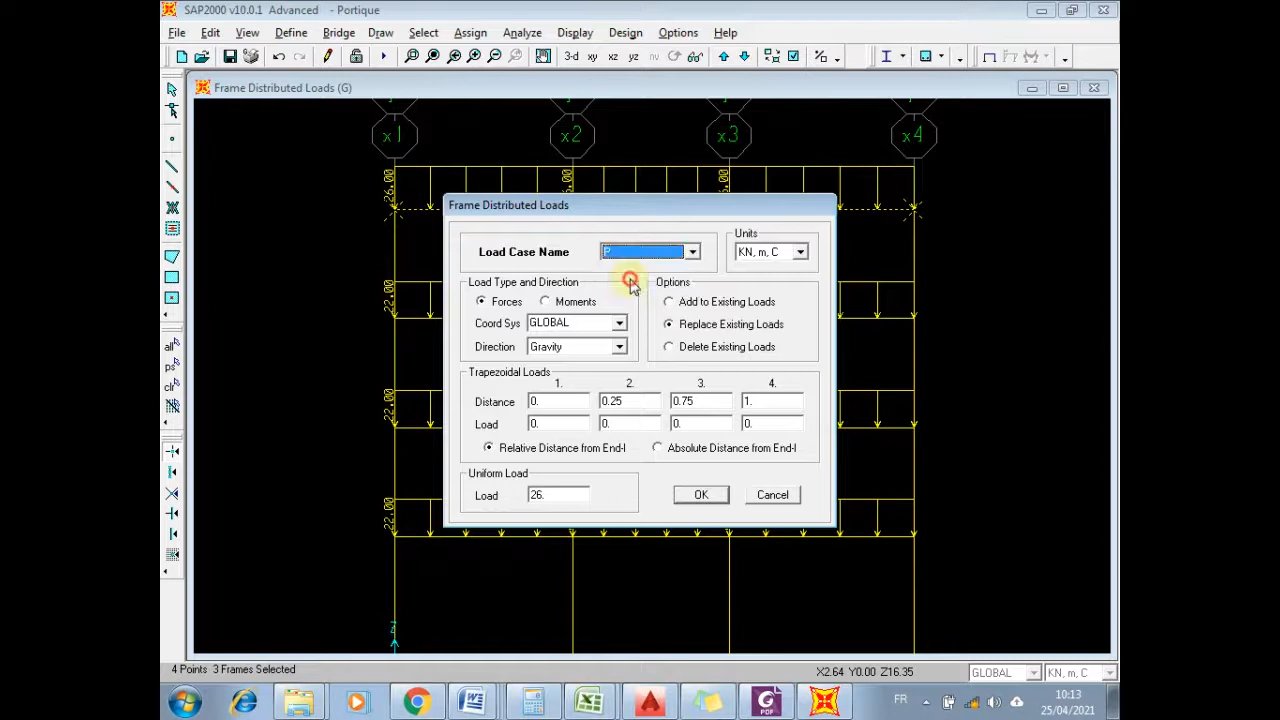 SAP2000 v10.0.1 Advanced - Portique
File Edit View Define Bridge Draw Select Assign Analyze Display Design Options Help
3-d xy xz yz nv
Frame Distributed Loads (G)
x1 x2 x3 x4
26.00
22.00
22.00
22.00
Frame Distributed Loads
Load Case Name P
Units
KN, m, C
Load Type and Direction
Forces Moments
Coord Sys GLOBAL
Direction Gravity
Options
Add to Existing Loads
Replace Existing Loads
Delete Existing Loads
Trapezoidal Loads
1. 2. 3. 4.
Distance 0. 0.25 0.75 1.
Load 0. 0. 0. 0.
Relative Distance from End-I Absolute Distance from End-I
Uniform Load
Load 26.
OK Cancel
all
ps
clr
Z
4 Points 3 Frames Selected
X2.64 Y0.00 Z16.35
GLOBAL
KN, m, C
PDF
FR
10:13
25/04/2021